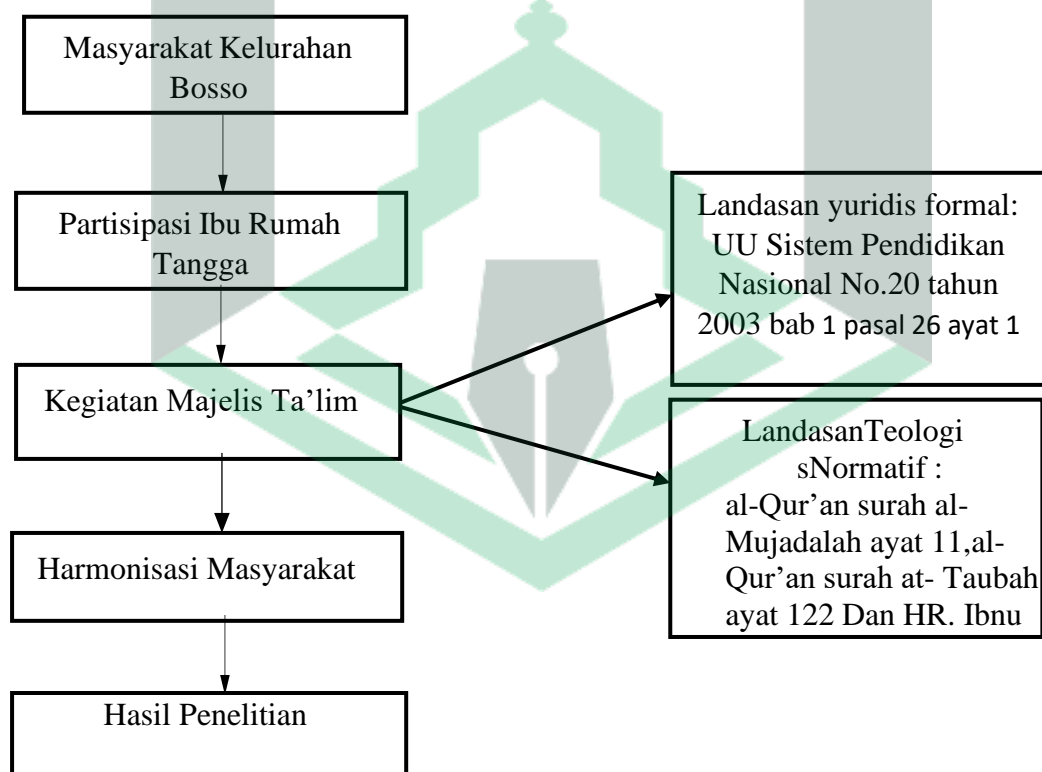 Masyarakat Kelurahan
Bosso
Partisipasi Ibu Rumah
Tangga
Kegiatan Majelis Ta’lim
Harmonisasi Masyarakat
Hasil Penelitian
Landasan yuridis formal:
UU Sistem Pendidikan
Nasional No.20 tahun
2003 bab 1 pasal 26 ayat 1
LandasanTeologi
sNormatif :
al-Qur’an surah al-
Mujadalah ayat 11,al-
Qur’an surah at- Taubah
ayat 122 Dan HR. Ibnu